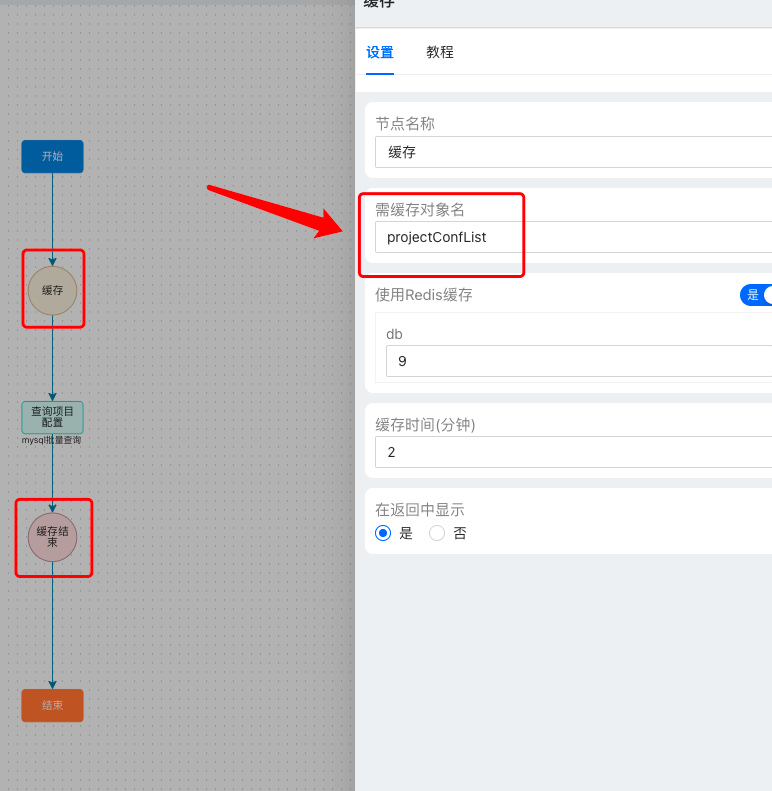 开始
缓存
查询项目
配置
mysql批量查询
缓存结
束
结束
缓存
设置
教程
节点名称
缓存
需缓存对象名
projectConfList
使用Redis缓存
是
db
9
缓存时间(分钟)
2
在返回中显示
是
否